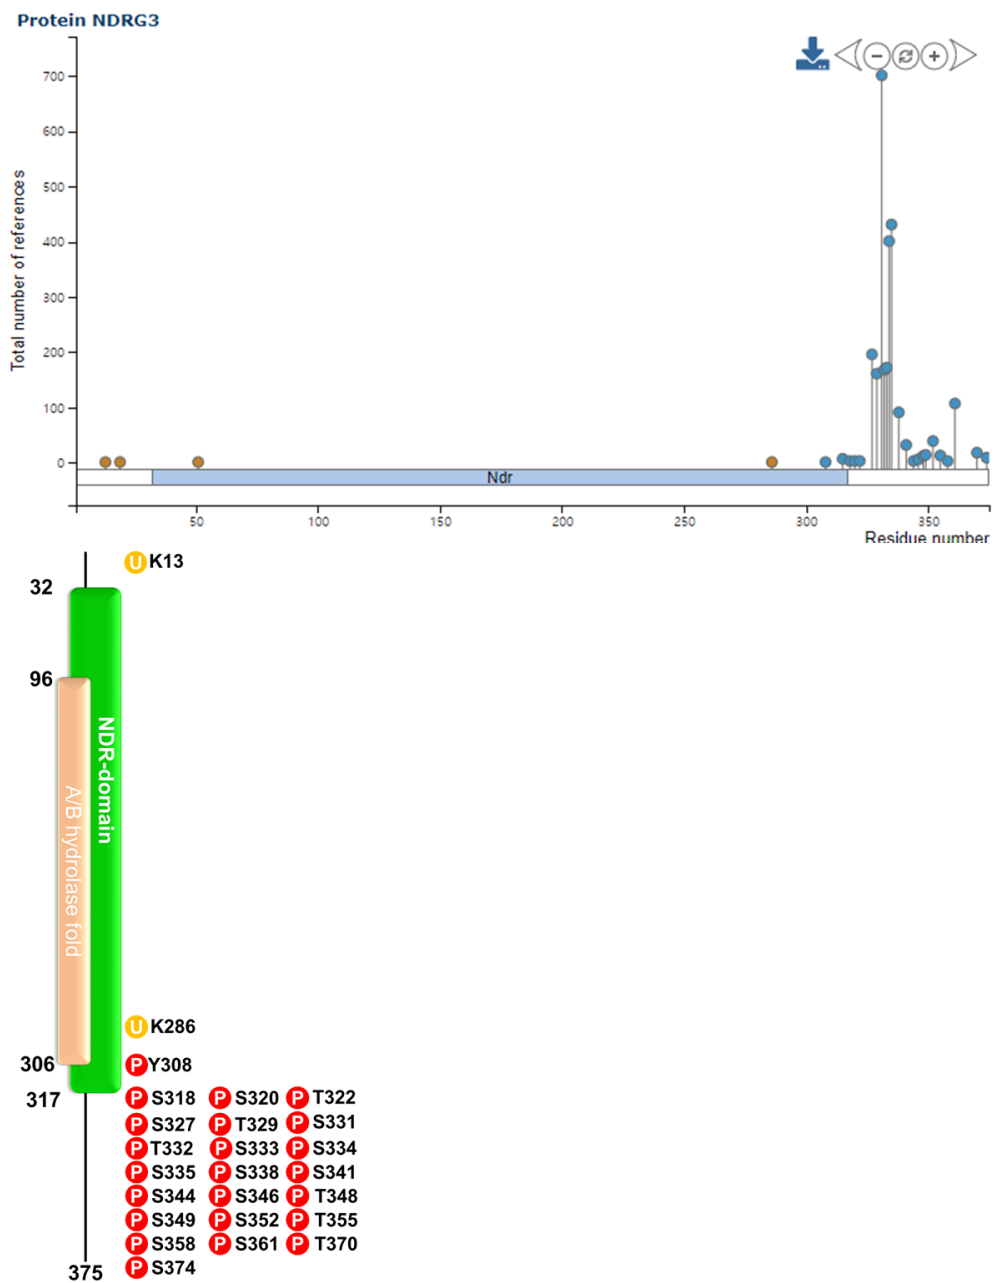 Protein NDRG3
Total number of references
700
600
500
400
300
200
100
0
Ndr
50 100 150 200 250 300 350
Residue number
U K13
32
96
NDR-domain
A/B hydrolase fold
U K286
306 P Y308
317
P S318 P S320 P T322
P S327 P T329 P S331
P T332 P S333 P S334
P S335 P S338 P S341
P S344 P S346 P T348
P S349 P S352 P T355
P S358 P S361 P T370
P S374
375